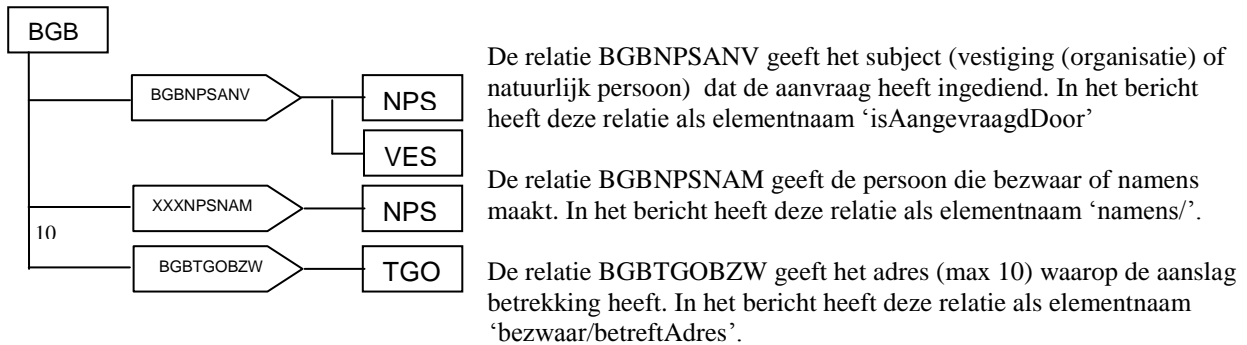 BGB
BGBNPSANV
NPS
VES
XXXNPSNAM
NPS
10
BGBTGOBZW
TGO
De relatie BGBNPSANV geeft het subject (vestiging (organisatie) of
natuurlijk persoon) dat de aanvraag heeft ingediend. In het bericht
heeft deze relatie als elementnaam ‘isAangevraagdDoor’
De relatie BGBNPSNAM geeft de persoon die bezwaar of namens
maakt. In het bericht heeft deze relatie als elementnaam ‘namens/’.
De relatie BGBTGOBZW geeft het adres (max 10) waarop de aanslag
betrekking heeft. In het bericht heeft deze relatie als elementnaam
‘bezwaar/betreftAdres’.